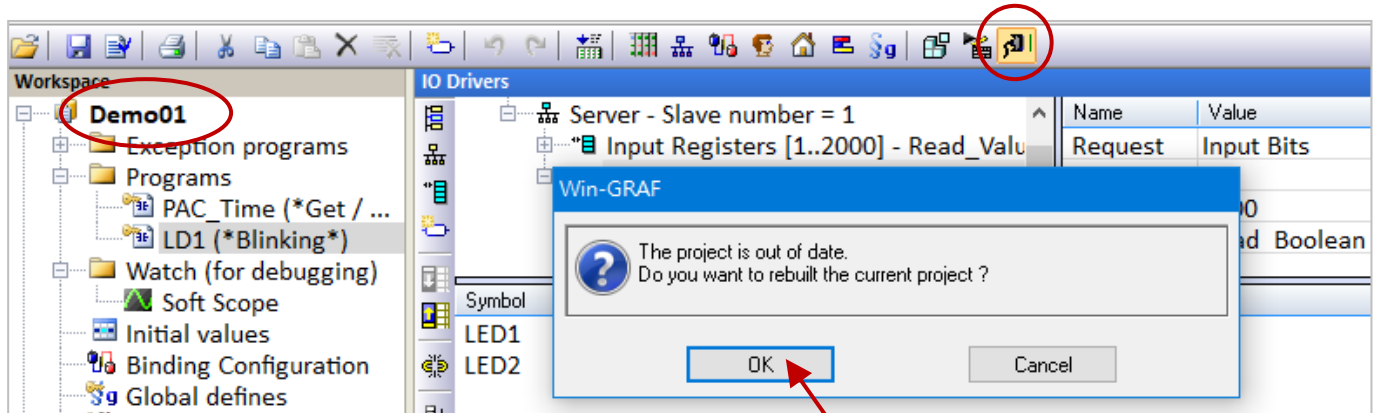 Workspace
Demo01
Exception programs
Programs
PAC_Time (*Get / ...
LD1 (*Blinking*)
Watch (for debugging)
Soft Scope
Initial values
Binding Configuration
Global defines
IO Drivers
Server - Slave number = 1
Input Registers [1..2000] - Read_Valu
Name Value
Request Input Bits
Boolean
Symbol
LED1
LED2
Win-GRAF
The project is out of date.
Do you want to rebuilt the current project ?
OK Cancel